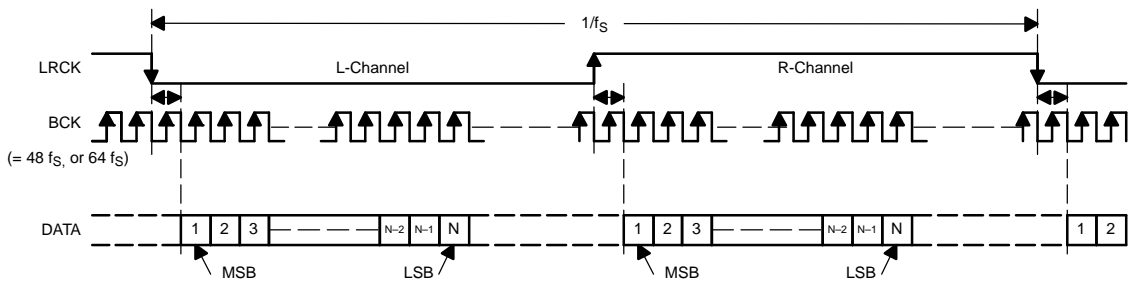 1/fS
LRCK L-Channel R-Channel
BCK
(= 48 fS, or 64 fS)
DATA 1 2 3 N–2 N–1 N 1 2 3 N–2 N–1 N 1 2
MSB LSB MSB LSB